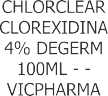 CHLORCLEAR
CLOREXIDINA
4% DEGERM
100ML - -
VICPHARMA